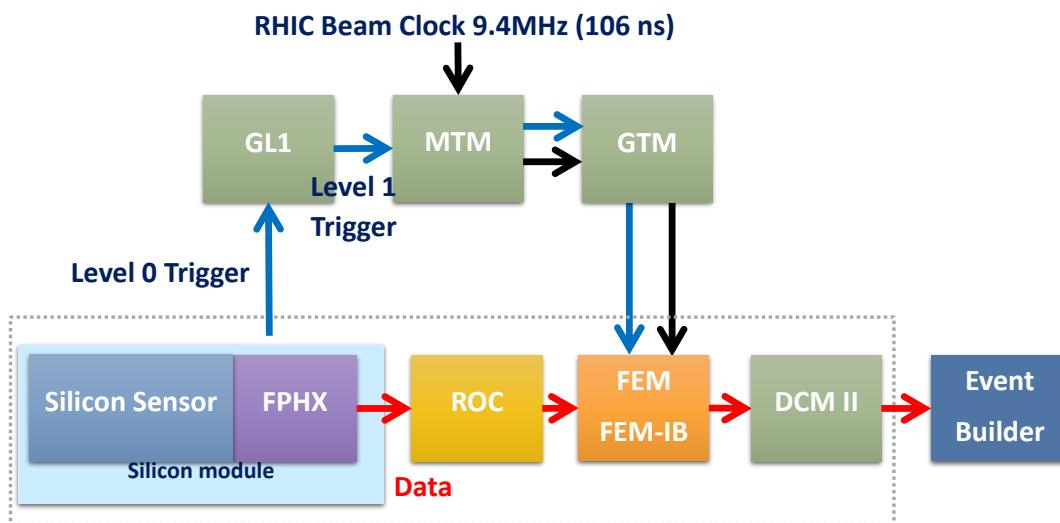 RHIC Beam Clock 9.4MHz (106 ns)
GL1
MTM
GTM
Level 1
Trigger
Level 0 Trigger
Silicon Sensor
FPHX
ROC
FEM
FEM-IB
DCM II
Event
Builder
Silicon module
Data